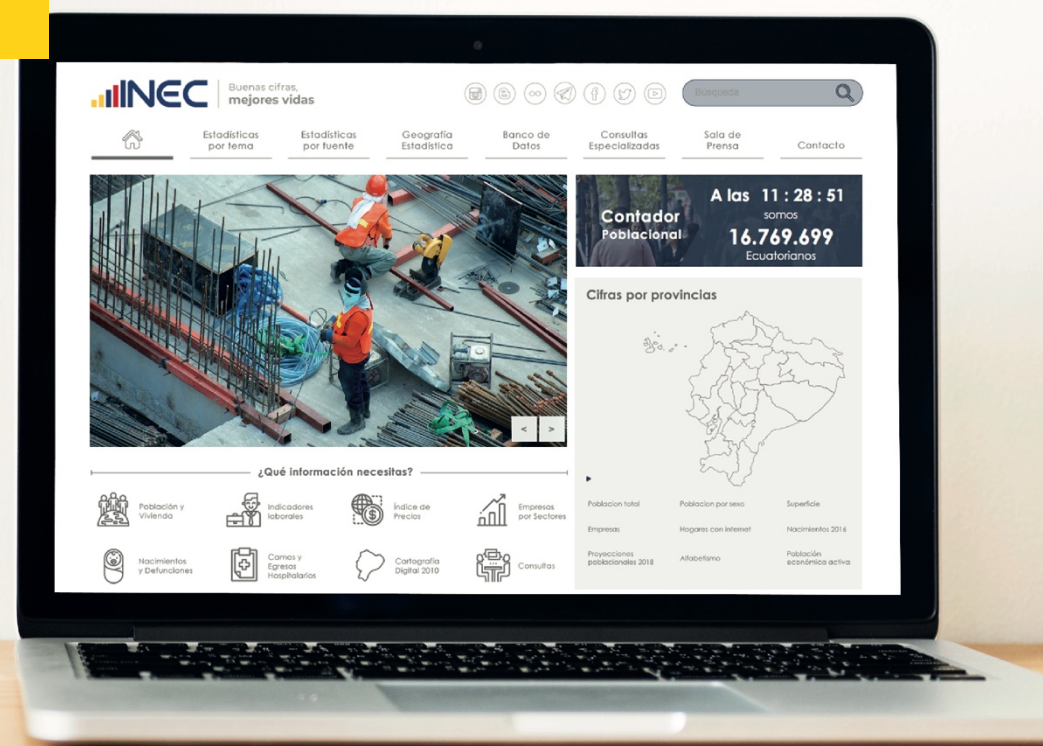 INEC
Buenas cifras,
mejores vidas
Búsqueda
Estadísticas
por tema
Estadísticas
por fuente
Geografía
Estadística
Banco de
Datos
Consultas
Especializadas
Sala de
Prensa
Contacto
Contador
Poblacional
A las 11 : 28 : 51
somos
16.769.699
Ecuatorianos
Cifras por provincias
< >
¿Qué información necesitas?
Población y
Vivienda
Indicadores
laborales
Índice de
Precios
Empresas
por Sectores
Nacimientos
y Defunciones
Camas y
Egresos
Hospitalarios
Cartografía
Digital 2010
Consultas
Poblacion total
Poblacion por sexo
Superficie
Empresas
Hogares con internet
Nacimientos 2016
Proyecciones
poblacionales 2018
Alfabetismo
Población
económica activa